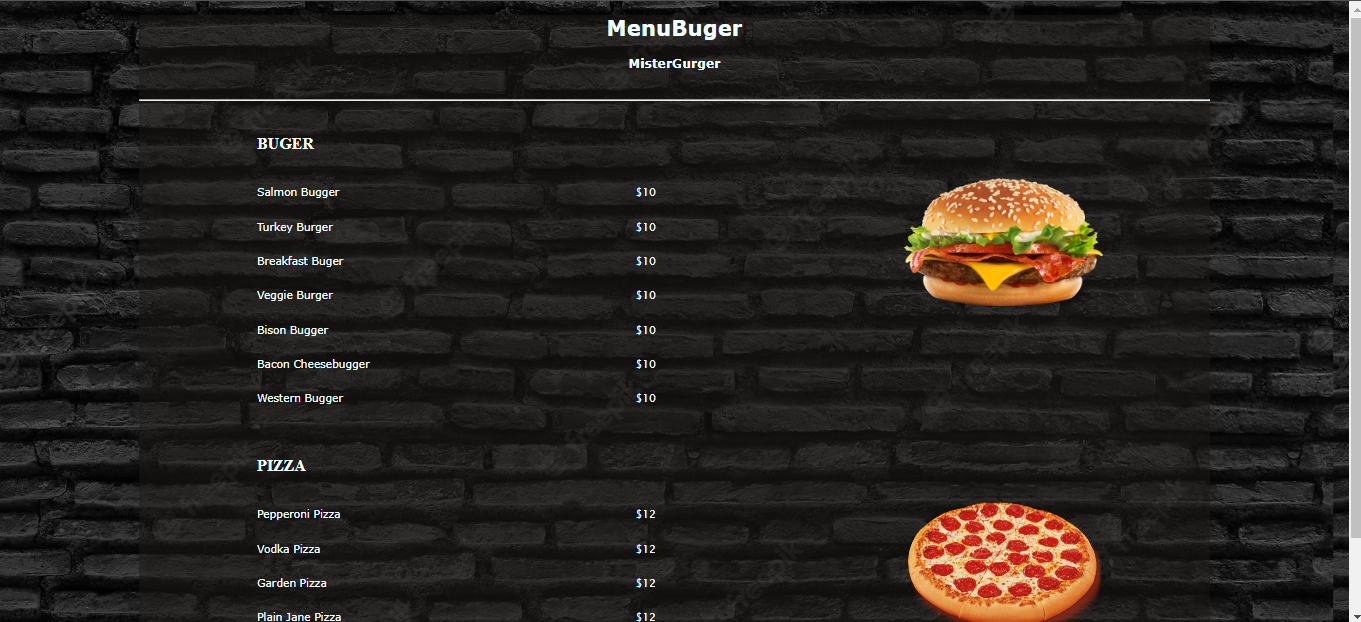 MenuBuger
MisterGurger
BUGER
Salmon Bugger $10
Turkey Burger $10
Breakfast Buger $10
Veggie Burger $10
Bison Bugger $10
Bacon Cheesebugger $10
Western Bugger $10
PIZZA
Pepperoni Pizza $12
Vodka Pizza $12
Garden Pizza $12
Plain Jane Pizza $12